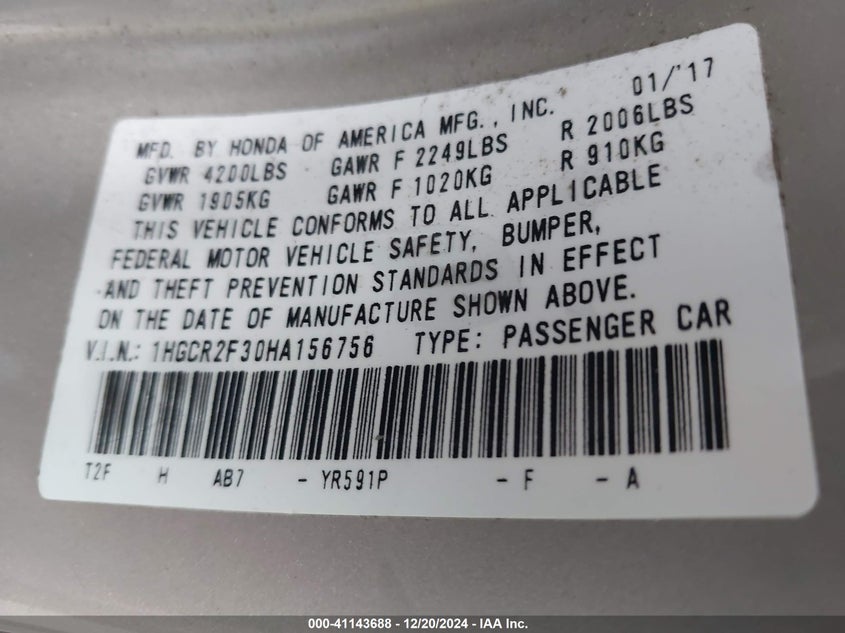 01/'17
MFD. BY HONDA OF AMERICA MFG., INC.
GVWR 4200LBS GAWR F 2249LBS R 2006LBS
GVWR 1905KG GAWR F 1020KG R 910KG
THIS VEHICLE CONFORMS TO ALL APPLICABLE
FEDERAL MOTOR VEHICLE SAFETY, BUMPER,
AND THEFT PREVENTION STANDARDS IN EFFECT
ON THE DATE OF MANUFACTURE SHOWN ABOVE.
V.I.N.: 1HGCR2F30HA156756 TYPE: PASSENGER CAR
T2F H AB7 - YR591P - F - A
000-41143688 - 12/20/2024 - IAA Inc.